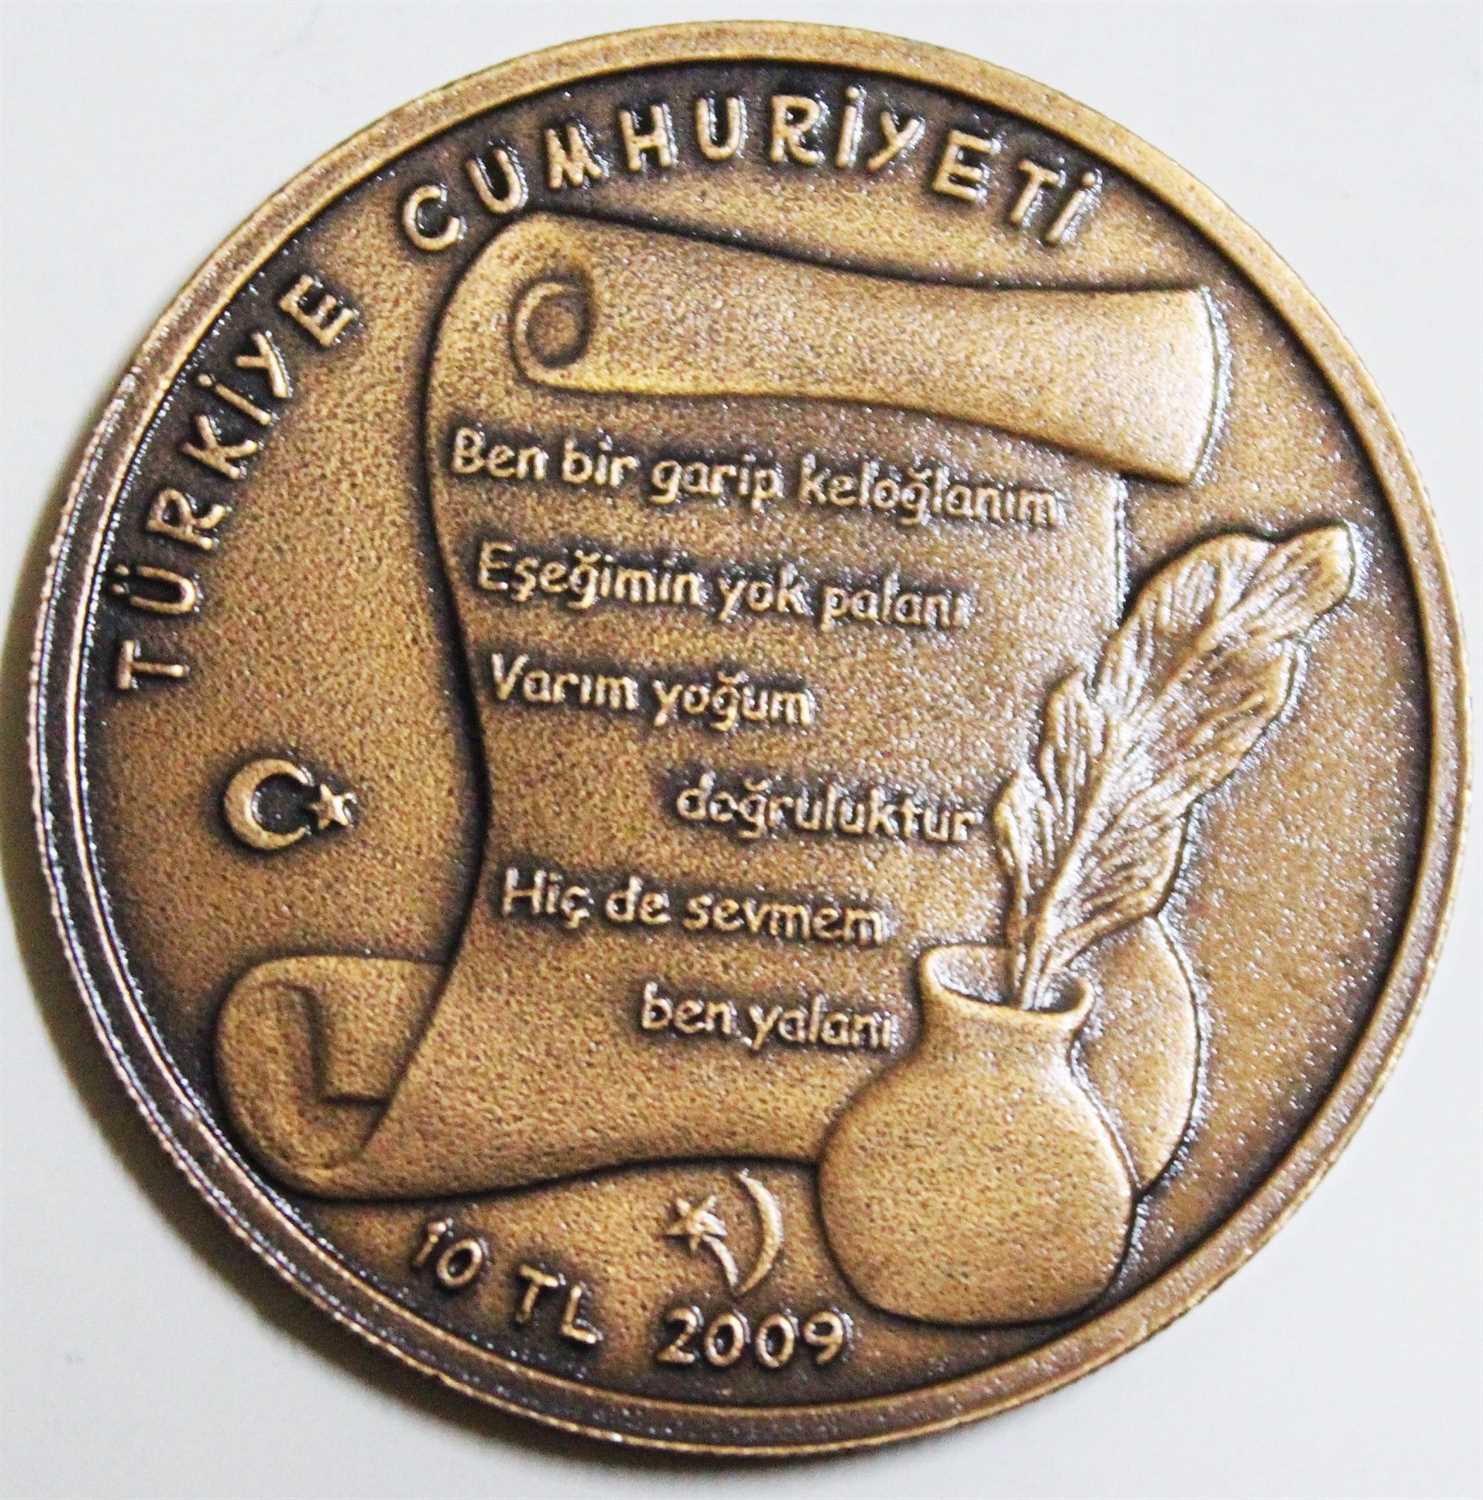 TÜRKİYE CUMHURİYETİ
Ben bir garip keloğlanım
Eşeğimin yok palanı
Varım yoğum
doğruluktur
Hiç de sevmem
ben yalanı
10 TL 2009